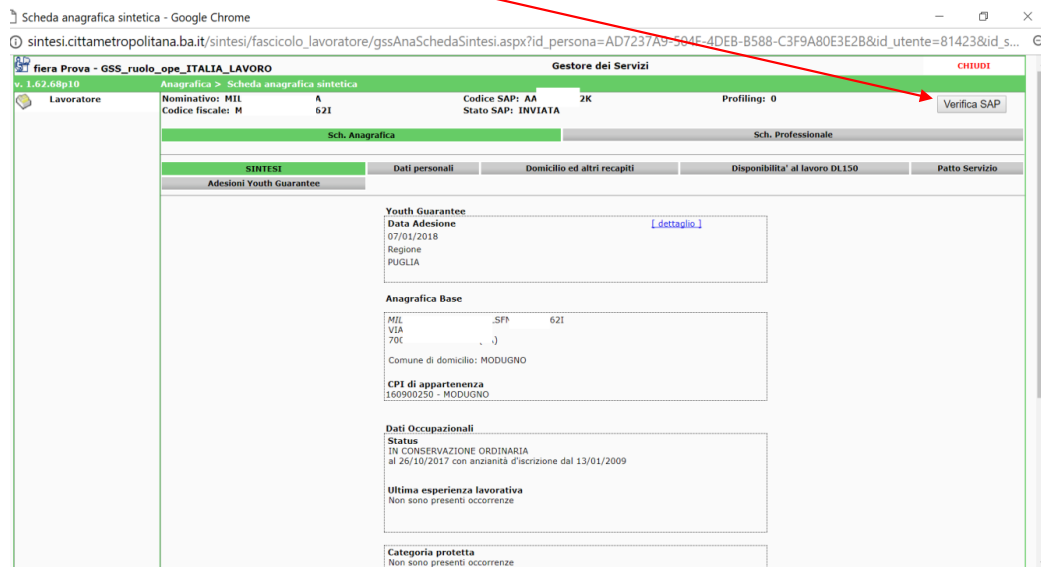 Scheda anagrafica sintetica - Google Chrome
sintesi.cittametropolitana.ba.it/sintesi/fascicolo_lavoratore/gssAnaSchedaSintesi.aspx?id_persona=AD7237A9-504F-4DEB-B588-C3F9A80E3E2B&id_utente=81423&id_s...
fiera Prova - GSS_ruolo_ope_ITALIA_LAVORO Gestore dei Servizi CHIUDI
v. 1.62.68p10 Anagrafica > Scheda anagrafica sintetica
Lavoratore Nominativo: MIL A Codice SAP: AA 2K Profiling: 0 Verifica SAP
Codice fiscale: M 62I Stato SAP: INVIATA
Sch. Anagrafica Sch. Professionale
SINTESI Dati personali Domicilio ed altri recapiti Disponibilita' al lavoro DL150 Patto Servizio
Adesioni Youth Guarantee
Youth Guarantee
Data Adesione [ dettaglio ]
07/01/2018
Regione
PUGLIA
Anagrafica Base
MIL 62I
VIA
Comune di domicilio: MODUGNO
CPI di appartenenza
160900250 - MODUGNO
Dati Occupazionali
Status
IN CONSERVAZIONE ORDINARIA
al 26/10/2017 con anzianità d'iscrizione dal 13/01/2009
Ultima esperienza lavorativa
Non sono presenti occorrenze
Categoria protetta
Non sono presenti occorrenze